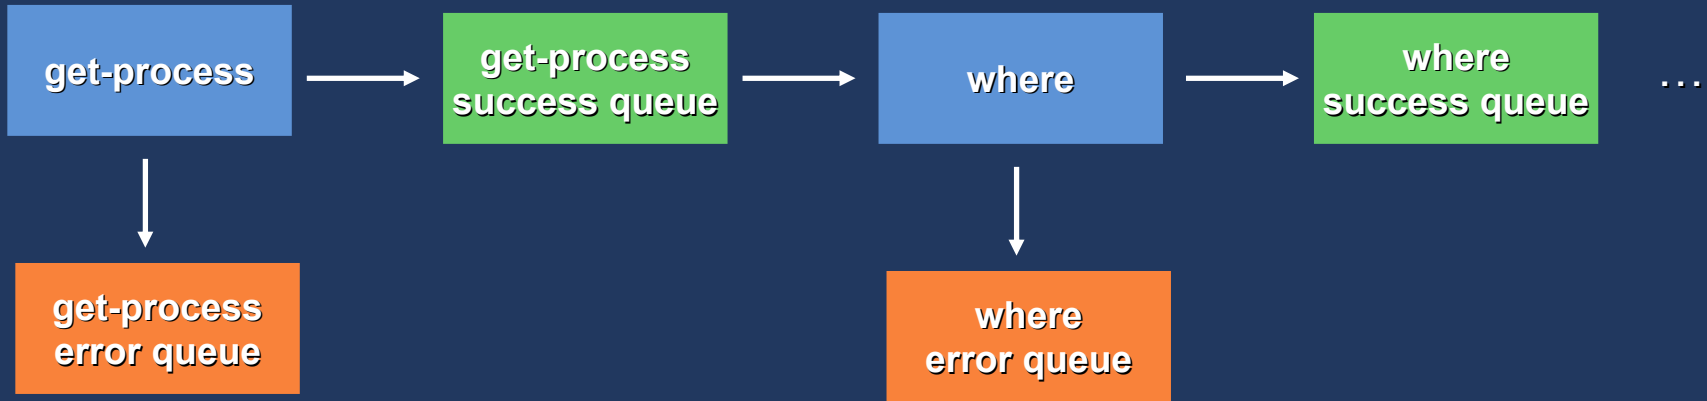 get-process
get-process
success queue
where
where
success queue
...
get-process
error queue
where
error queue